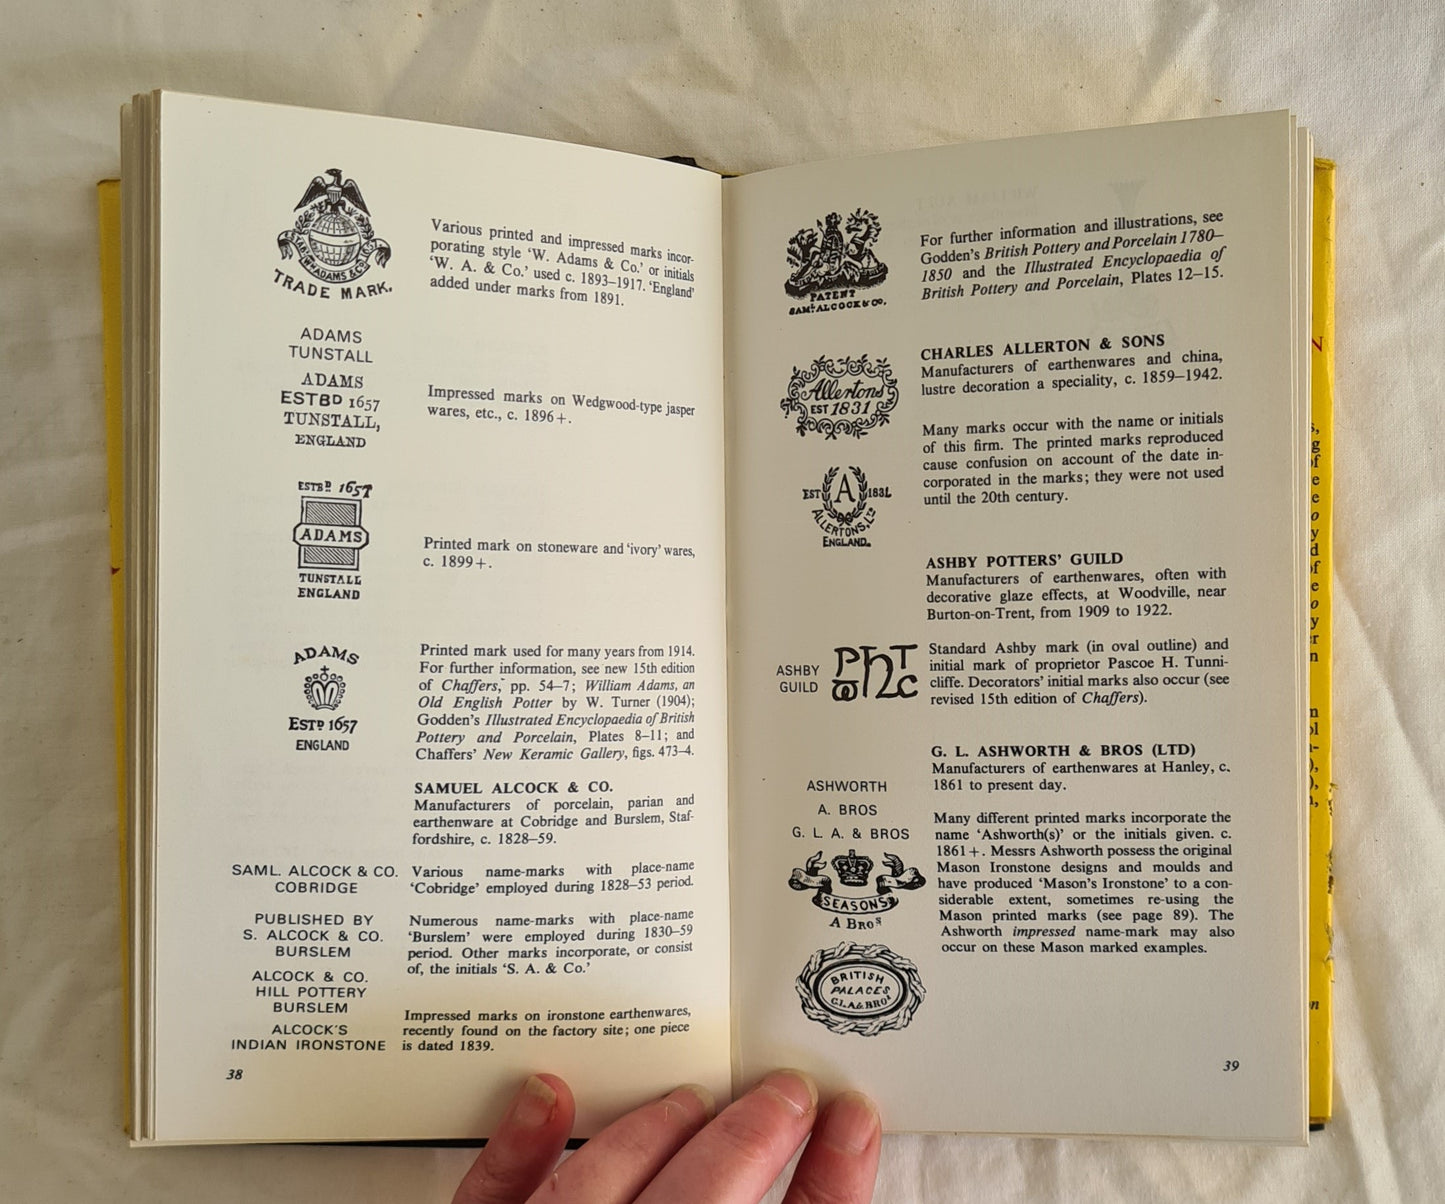 ESTAB. 1657
W. ADAMS & CO.
TRADE MARK.
Various printed and impressed marks incor-
porating style ‘W. Adams & Co.’ or initials
‘W. A. & Co.’ used c. 1893–1917. ‘England’
added under marks from 1891.
ADAMS
TUNSTALL
ADAMS
ESTBD 1657
TUNSTALL,
ENGLAND
Impressed marks on Wedgwood-type jasper
wares, etc., c. 1896+.
ESTBD 1657
ADAMS
TUNSTALL
ENGLAND
Printed mark on stoneware and ‘ivory’ wares,
c. 1899+.
ADAMS
ESTD 1657
ENGLAND
Printed mark used for many years from 1914.
For further information, see new 15th edition
of Chaffers, pp. 54–7; William Adams, an
Old English Potter by W. Turner (1904);
Godden’s Illustrated Encyclopaedia of British
Pottery and Porcelain, Plates 8–11; and
Chaffers’ New Keramic Gallery, figs. 473–4.
SAMUEL ALCOCK & CO.
Manufacturers of porcelain, parian and
earthenware at Cobridge and Burslem, Staf-
fordshire, c. 1828–59.
SAML. ALCOCK & CO.
COBRIDGE
Various name-marks with place-name
‘Cobridge’ employed during 1828–53 period.
PUBLISHED BY
S. ALCOCK & CO.
BURSLEM
Numerous name-marks with place-name
‘Burslem’ were employed during 1830–59
period. Other marks incorporate, or consist
of, the initials ‘S. A. & Co.’
ALCOCK & CO.
HILL POTTERY
BURSLEM
ALCOCK’S
INDIAN IRONSTONE
Impressed marks on ironstone earthenwares,
recently found on the factory site; one piece
is dated 1839.
38
PATENT
SAML ALCOCK & CO.
For further information and illustrations, see
Godden’s British Pottery and Porcelain 1780–
1850 and the Illustrated Encyclopaedia of
British Pottery and Porcelain, Plates 12–15.
CHARLES ALLERTON & SONS
Manufacturers of earthenwares and china,
lustre decoration a speciality, c. 1859–1942.
Allertons
EST 1831
Many marks occur with the name or initials
of this firm. The printed marks reproduced
cause confusion on account of the date in-
corporated in the marks; they were not used
until the 20th century.
EST A 1831
ALLERTONS, LTD
ENGLAND.
ASHBY POTTERS’ GUILD
Manufacturers of earthenwares, often with
decorative glaze effects, at Woodville, near
Burton-on-Trent, from 1909 to 1922.
ASHBY
GUILD
Standard Ashby mark (in oval outline) and
initial mark of proprietor Pascoe H. Tunni-
cliffe. Decorators’ initial marks also occur (see
revised 15th edition of Chaffers).
G. L. ASHWORTH & BROS (LTD)
Manufacturers of earthenwares at Hanley, c.
1861 to present day.
ASHWORTH
A. BROS
G. L. A. & BROS
SEASONS
A BROS
BRITISH
PALACES
G.L.A & BROS
Many different printed marks incorporate the
name ‘Ashworth(s)’ or the initials given. c.
1861+. Messrs Ashworth possess the original
Mason Ironstone designs and moulds and
have produced ‘Mason’s Ironstone’ to a con-
siderable extent, sometimes re-using the
Mason printed marks (see page 89). The
Ashworth impressed name-mark may also
occur on these Mason marked examples.
39